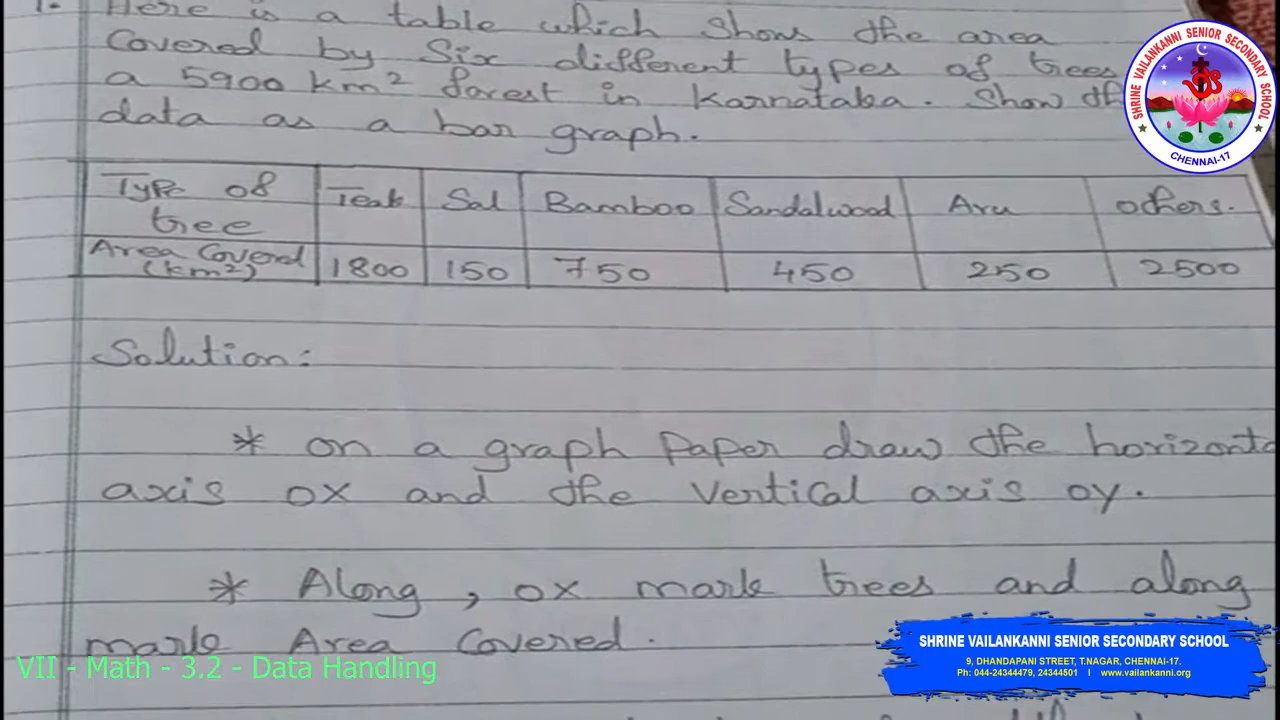 1. Here is a table which shows the area
Covered by Six different types of trees
a 5900 km² forest in Karnataka. Show th
data as a bar graph.
Type of tree | Teak | Sal | Bamboo | Sandalwood | Aru | others.
Area Coverd (km²) | 1800 | 150 | 750 | 450 | 250 | 2500
Solution:
* on a graph Paper draw the horizonta
axis ox and the Vertical axis oy.
* Along, ox mark trees and along
mark Area Covered.
VII - Math - 3.2 - Data Handling
SHRINE VAILANKANNI SENIOR SECONDARY SCHOOL
CHENNAI-17
SHRINE VAILANKANNI SENIOR SECONDARY SCHOOL
9, DHANDAPANI STREET, T.NAGAR, CHENNAI-17.
Ph: 044-24344479, 24344501 I www.vailankanni.org